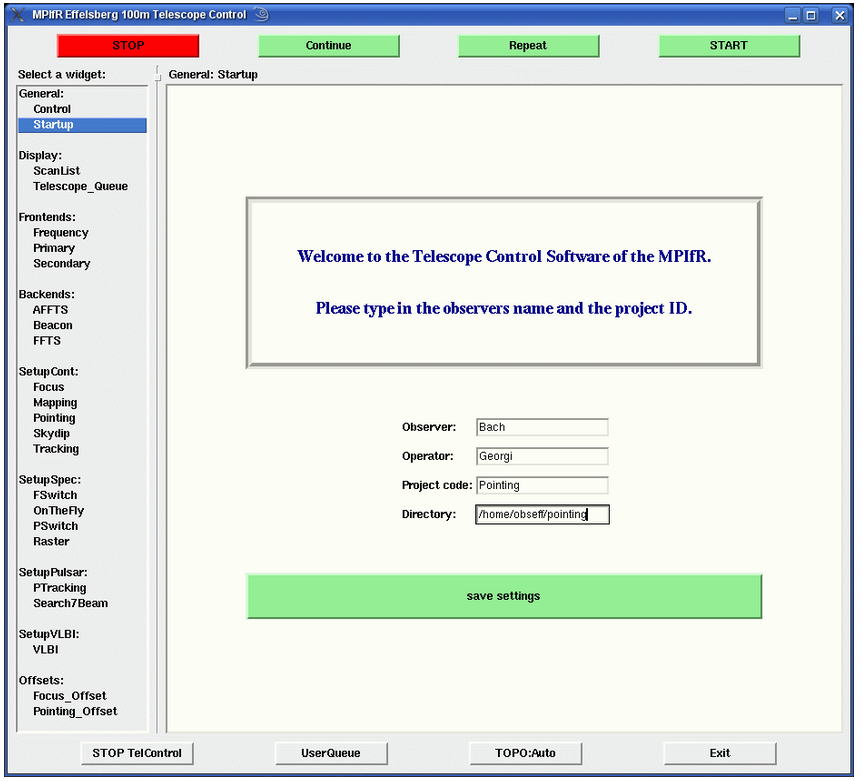 MPIfR Effelsberg 100m Telescope Control
STOP
Continue
Repeat
START
Select a widget:
General: Startup
General:
Control
Startup
Display:
ScanList
Telescope_Queue
Frontends:
Frequency
Primary
Secondary
Backends:
AFFTS
Beacon
FFTS
SetupCont:
Focus
Mapping
Pointing
Skydip
Tracking
SetupSpec:
FSwitch
OnTheFly
PSwitch
Raster
SetupPulsar:
PTracking
Search7Beam
SetupVLBI:
VLBI
Offsets:
Focus_Offset
Pointing_Offset
Welcome to the Telescope Control Software of the MPIfR.
Please type in the observers name and the project ID.
Observer: Bach
Operator: Georgi
Project code: Pointing
Directory: /home/obseff/pointing
save settings
STOP TelControl
UserQueue
TOPO:Auto
Exit